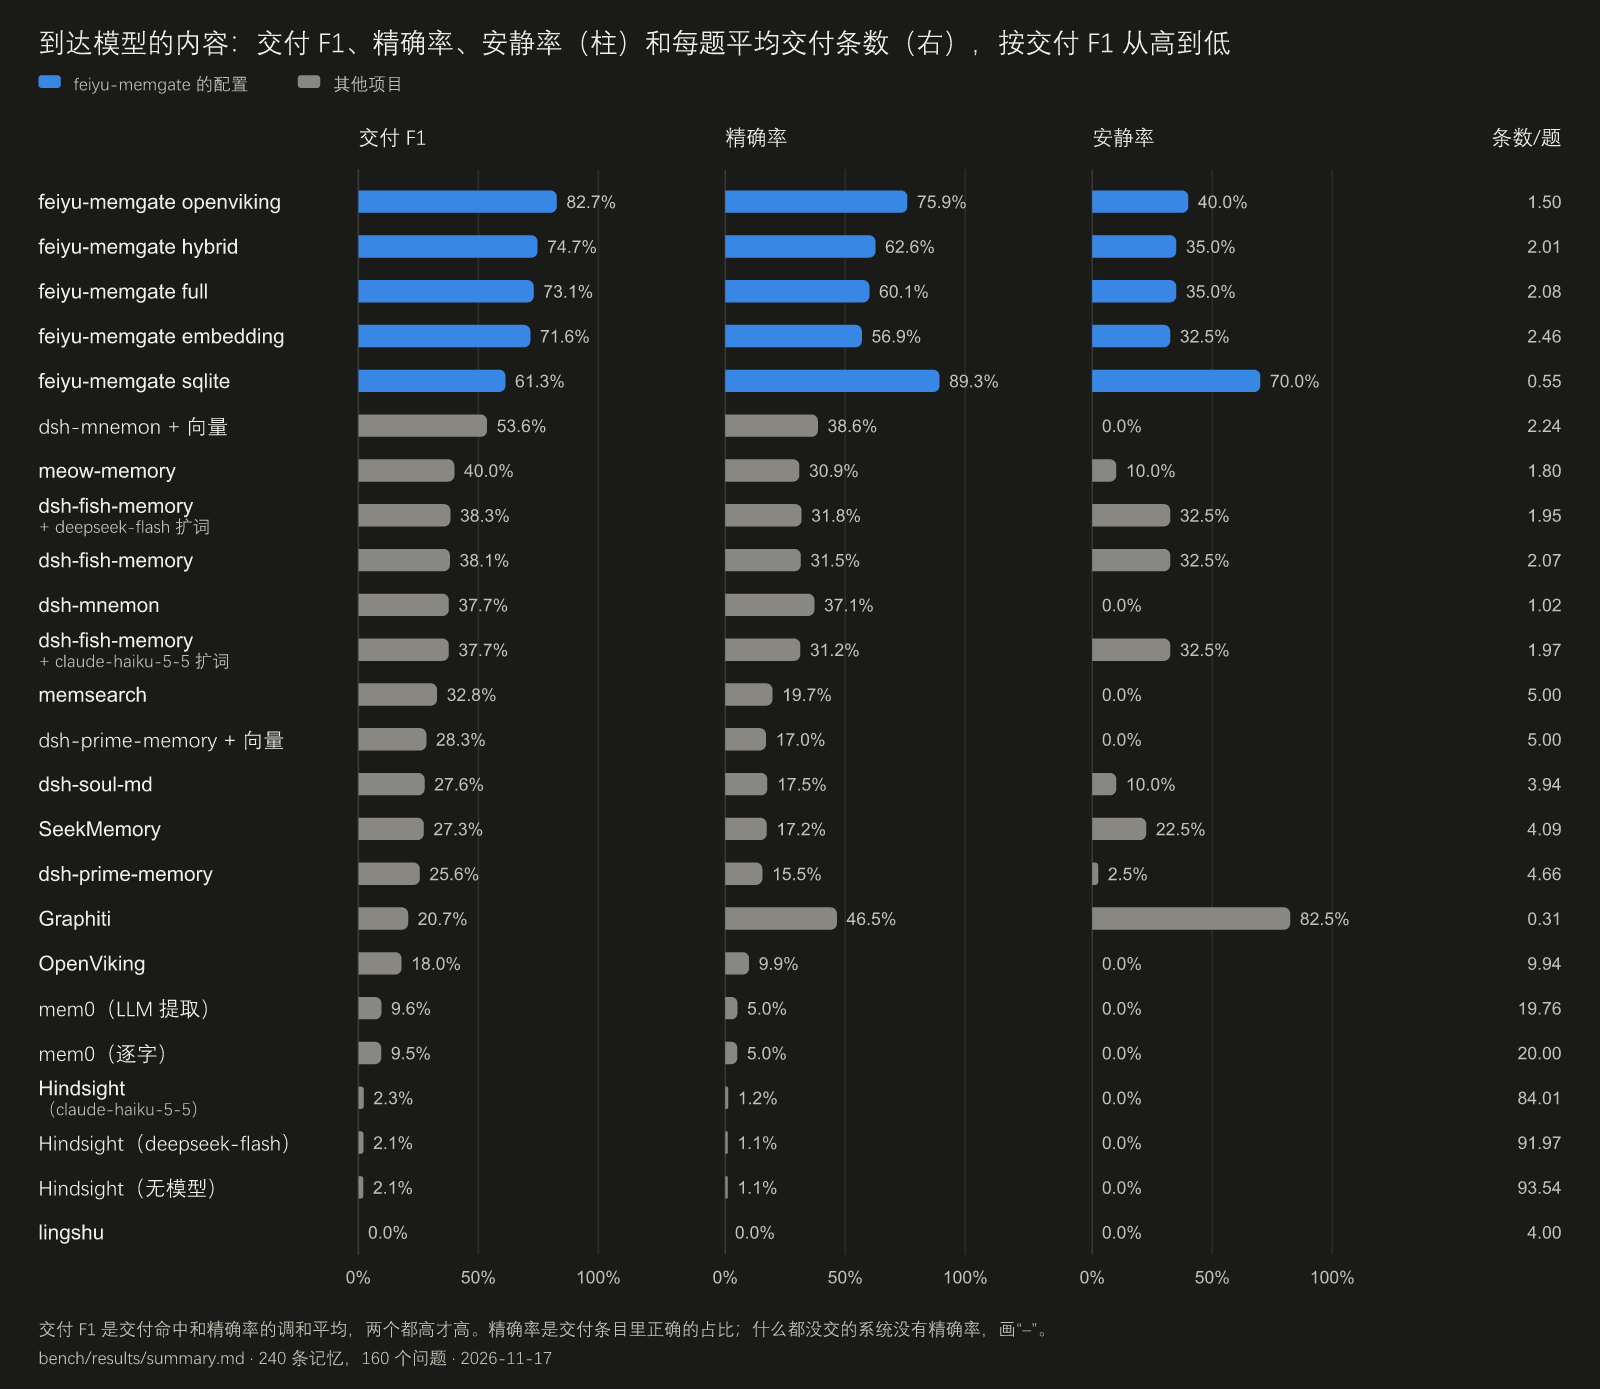 到达模型的内容：交付 F1、精确率、安静率（柱）和每题平均交付条数（右），按交付 F1 从高到低
feiyu-memgate 的配置 其他项目
交付 F1 精确率 安静率 条数/题
feiyu-memgate openviking 82.7% 75.9% 40.0% 1.50
feiyu-memgate hybrid 74.7% 62.6% 35.0% 2.01
feiyu-memgate full 73.1% 60.1% 35.0% 2.08
feiyu-memgate embedding 71.6% 56.9% 32.5% 2.46
feiyu-memgate sqlite 61.3% 89.3% 70.0% 0.55
dsh-mnemon + 向量 53.6% 38.6% 0.0% 2.24
meow-memory 40.0% 30.9% 10.0% 1.80
dsh-fish-memory
+ deepseek-flash 扩词 38.3% 31.8% 32.5% 1.95
dsh-fish-memory 38.1% 31.5% 32.5% 2.07
dsh-mnemon 37.7% 37.1% 0.0% 1.02
dsh-fish-memory
+ claude-haiku-5-5 扩词 37.7% 31.2% 32.5% 1.97
memsearch 32.8% 19.7% 0.0% 5.00
dsh-prime-memory + 向量 28.3% 17.0% 0.0% 5.00
dsh-soul-md 27.6% 17.5% 10.0% 3.94
SeekMemory 27.3% 17.2% 22.5% 4.09
dsh-prime-memory 25.6% 15.5% 2.5% 4.66
Graphiti 20.7% 46.5% 82.5% 0.31
OpenViking 18.0% 9.9% 0.0% 9.94
mem0（LLM 提取） 9.6% 5.0% 0.0% 19.76
mem0（逐字） 9.5% 5.0% 0.0% 20.00
Hindsight
（claude-haiku-5-5） 2.3% 1.2% 0.0% 84.01
Hindsight（deepseek-flash） 2.1% 1.1% 0.0% 91.97
Hindsight（无模型） 2.1% 1.1% 0.0% 93.54
lingshu 0.0% 0.0% 0.0% 4.00
0% 50% 100% 0% 50% 100% 0% 50% 100%
交付 F1 是交付命中和精确率的调和平均，两个都高才高。精确率是交付条目里正确的占比；什么都没交的系统没有精确率，画“–”。
bench/results/summary.md · 240 条记忆，160 个问题 · 2026-11-17